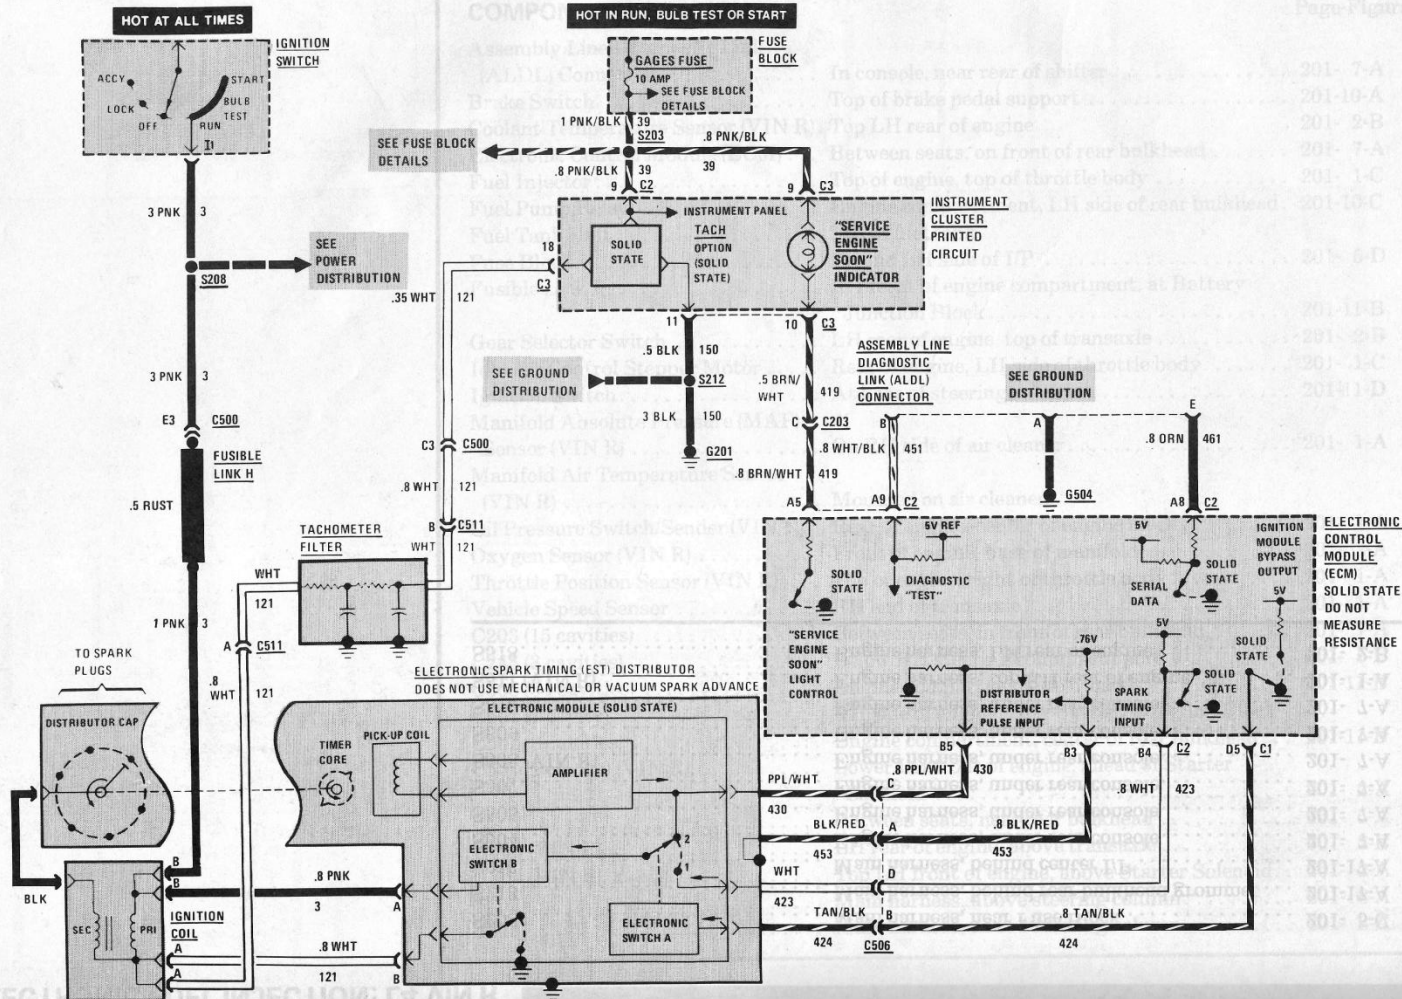 HOT AT ALL TIMES
IGNITION
SWITCH
ACCY
LOCK
OFF
START
BULB
TEST
RUN
I1
3 PNK
3
SEE
POWER
DISTRIBUTION
S208
3 PNK
3
E3
C500
FUSIBLE
LINK H
.5 RUST
1 PNK
3
HOT IN RUN, BULB TEST OR START
FUSE
BLOCK
GAGES FUSE
10 AMP
SEE FUSE BLOCK
DETAILS
1 PNK/BLK
39
S203
.8 PNK/BLK
39
SEE FUSE BLOCK
DETAILS
.8 PNK/BLK
39
9
C2
9
C3
INSTRUMENT
CLUSTER
PRINTED
CIRCUIT
INSTRUMENT PANEL
SOLID
STATE
TACH
OPTION
(SOLID
STATE)
"SERVICE
ENGINE
SOON"
INDICATOR
18
C3
.35 WHT
121
11
10
C3
.5 BLK
150
SEE GROUND
DISTRIBUTION
S212
3 BLK
150
G201
.5 BRN/
WHT
419
C
C203
.8 BRN/WHT
419
A5
ASSEMBLY LINE
DIAGNOSTIC
LINK (ALDL)
CONNECTOR
B
.8 WHT/BLK
451
A9
C2
SEE GROUND
DISTRIBUTION
A
G504
E
.8 ORN
461
A8
C2
C3
C500
.8 WHT
121
B
C511
WHT
121
TACHOMETER
FILTER
WHT
121
A
C511
.8
WHT
121
ELECTRONIC
CONTROL
MODULE
(ECM)
SOLID STATE
DO NOT
MEASURE
RESISTANCE
SOLID
STATE
"SERVICE
ENGINE
SOON"
LIGHT
CONTROL
5V REF
DIAGNOSTIC
"TEST"
5V
SERIAL
DATA
SOLID
STATE
IGNITION
MODULE
BYPASS
OUTPUT
5V
SOLID
STATE
DISTRIBUTOR
REFERENCE
PULSE INPUT
.76V
5V
SPARK
TIMING
INPUT
SOLID
STATE
B5
B3
B4
C2
D5
C1
TO SPARK
PLUGS
DISTRIBUTOR CAP
BLK
TIMER
CORE
ELECTRONIC SPARK TIMING (EST) DISTRIBUTOR
DOES NOT USE MECHANICAL OR VACUUM SPARK ADVANCE
ELECTRONIC MODULE (SOLID STATE)
PICK-UP COIL
AMPLIFIER
ELECTRONIC
SWITCH B
2
1
ELECTRONIC
SWITCH A
PPL/WHT
430
C
.8 PPL/WHT
430
BLK/RED
453
A
.8 BLK/RED
453
WHT
423
D
.8 WHT
423
TAN/BLK
424
B
C506
.8 TAN/BLK
424
B
B
.8 PNK
3
A
IGNITION
COIL
SEC
PRI
A
A
.8 WHT
121
B